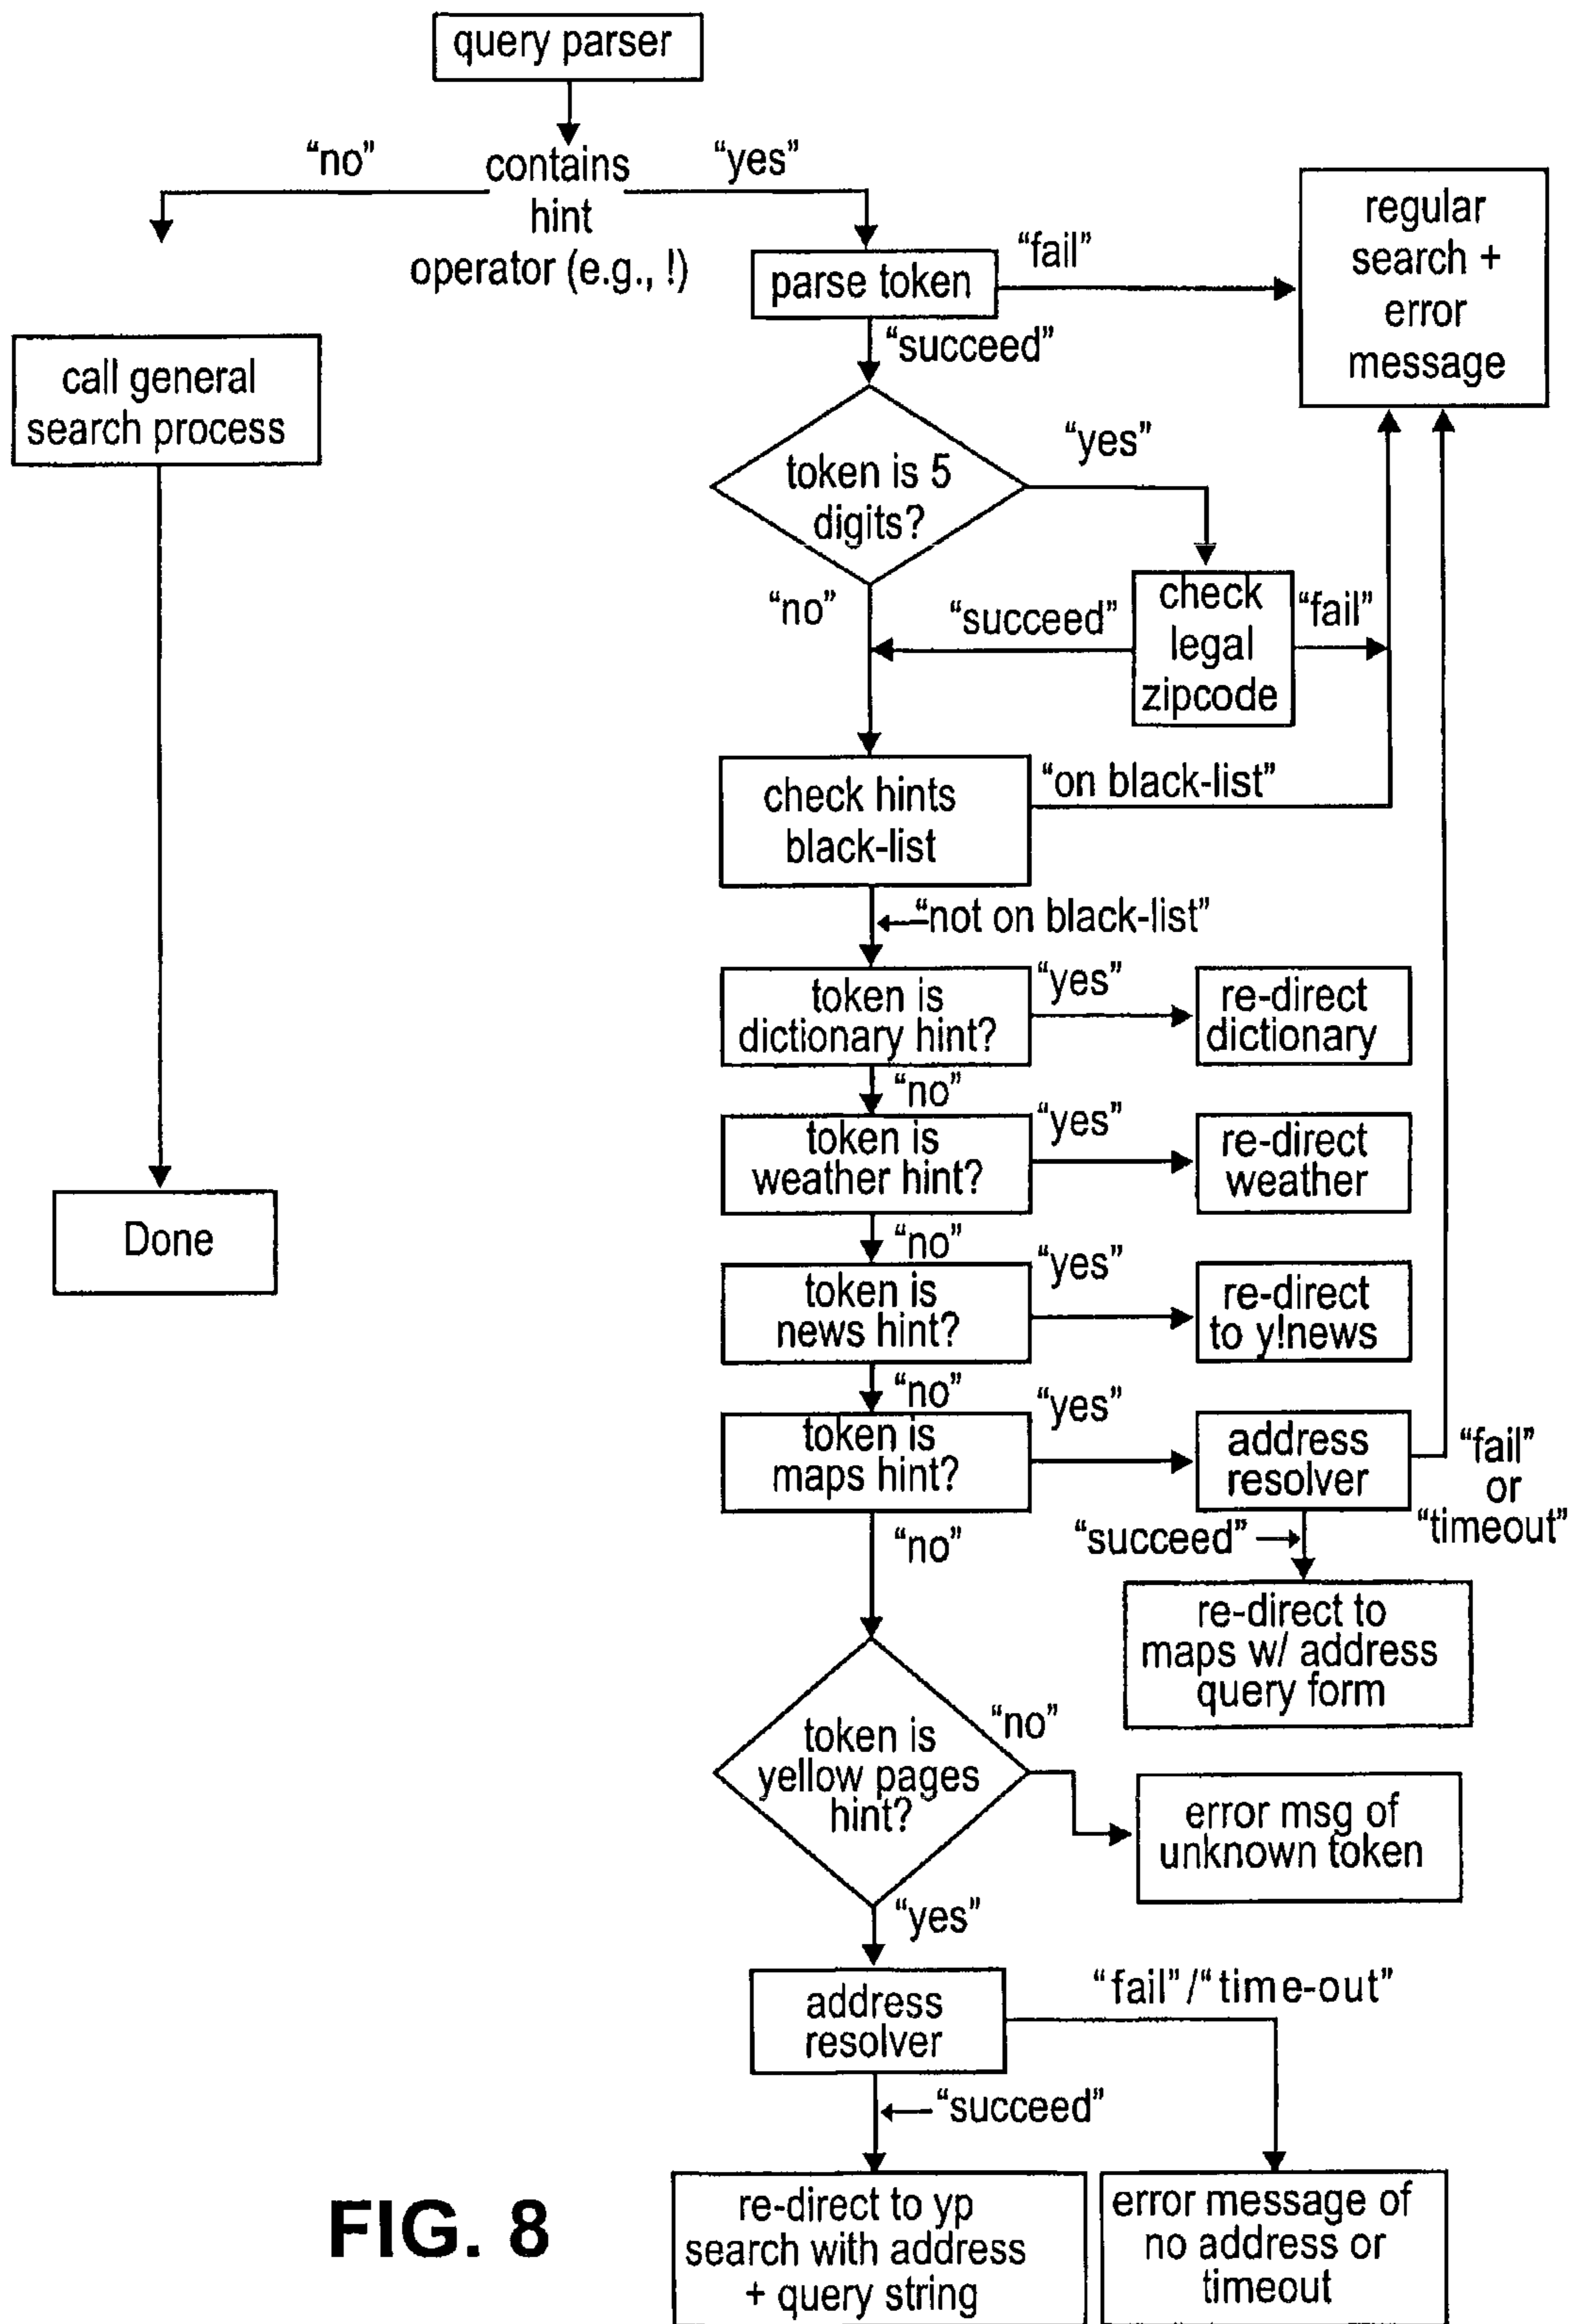 query parser
“no”
contains
hint
operator (e.g., !)
“yes”
call general
search process
Done
parse token
“fail”
regular
search +
error
message
“succeed”
token is 5
digits?
“yes”
“no”
“succeed”
check
legal
zipcode
“fail”
check hints
black-list
“on black-list”
“not on black-list”
token is
dictionary hint?
“yes”
re-direct
dictionary
“no”
token is
weather hint?
“yes”
re-direct
weather
“no”
token is
news hint?
“yes”
re-direct
to y!news
“no”
token is
maps hint?
“yes”
address
resolver
“fail”
or
“timeout”
“succeed”
re-direct to
maps w/ address
query form
“no”
token is
yellow pages
hint?
“no”
error msg of
unknown token
“yes”
address
resolver
“fail”/“time-out”
“succeed”
re-direct to yp
search with address
+ query string
error message of
no address or
timeout
FIG. 8